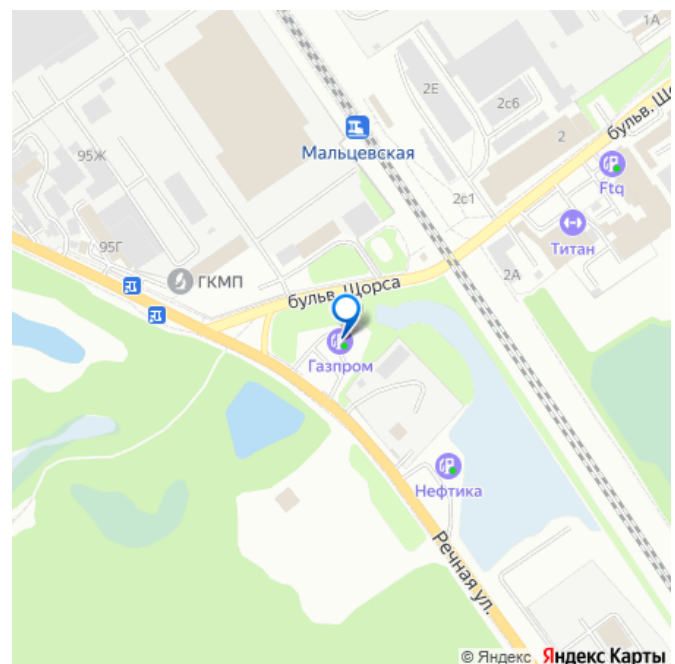 1А
2Е
2с6
бульв. Щ
2
Мальцевская
95Ж
Ftq
2с1
Титан
95Г
2А
ГКМП
бульв. Щорса
Газпром
Нефтика
Речная ул.
© Яндекс Яндекс Карты